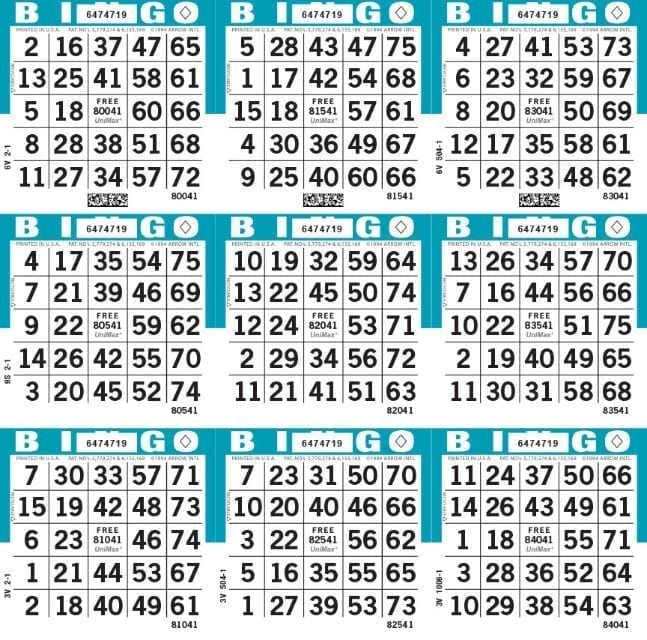 B I N G O B I N G O B I N G O
6474719 6474719 6474719
PRINTED IN U.S.A. PAT. NO's. 5,779,274 & 6,155,169 ©1994 ARROW INTL. PRINTED IN U.S.A. PAT. NO's. 5,779,274 & 6,155,169 ©1994 ARROW INTL. PRINTED IN U.S.A. PAT. NO's. 5,779,274 & 6,155,169 ©1994 ARROW INTL.
2 16 37 47 65 5 28 43 47 75 4 27 41 53 73
13 25 41 58 61 1 17 42 54 68 6 23 32 59 67
5 18 FREE 80041 UniMax 60 66 15 18 FREE 81541 UniMax 57 61 8 20 FREE 83041 UniMax 50 69
8 28 38 51 68 4 30 36 49 67 12 17 35 58 61
11 27 34 57 72 9 25 40 60 66 5 22 33 48 62
6V 2-1 6V 504-1
80041 81541 83041
B I N G O B I N G O B I N G O
6474719 6474719 6474719
PRINTED IN U.S.A. PAT. NO's. 5,779,274 & 6,155,169 ©1994 ARROW INTL. PRINTED IN U.S.A. PAT. NO's. 5,779,274 & 6,155,169 ©1994 ARROW INTL. PRINTED IN U.S.A. PAT. NO's. 5,779,274 & 6,155,169 ©1994 ARROW INTL.
4 17 35 54 75 10 19 32 59 64 13 26 34 57 70
7 21 39 46 69 13 22 45 50 74 7 16 44 56 66
9 22 FREE 80541 UniMax 59 62 12 24 FREE 82041 UniMax 53 71 10 22 FREE 83541 UniMax 51 75
14 26 42 55 70 2 29 34 56 72 2 19 40 49 65
3 20 45 52 74 11 21 41 51 63 11 30 31 58 68
9S 2-1
80541 82041 83541
B I N G O B I N G O B I N G O
6474719 6474719 6474719
PRINTED IN U.S.A. PAT. NO's. 5,779,274 & 6,155,169 ©1994 ARROW INTL. PRINTED IN U.S.A. PAT. NO's. 5,779,274 & 6,155,169 ©1994 ARROW INTL. PRINTED IN U.S.A. PAT. NO's. 5,779,274 & 6,155,169 ©1994 ARROW INTL.
7 30 33 57 71 7 23 31 50 70 11 24 37 50 66
15 19 42 48 73 10 20 40 46 66 14 26 43 49 61
6 23 FREE 81041 UniMax 46 74 3 22 FREE 82541 UniMax 56 62 1 18 FREE 84041 UniMax 55 71
1 21 44 53 67 5 16 35 55 65 3 28 36 52 64
2 18 40 49 61 1 27 39 53 73 10 29 38 54 63
3V 2-1 3V 504-1 3V 1006-1
81041 82541 84041